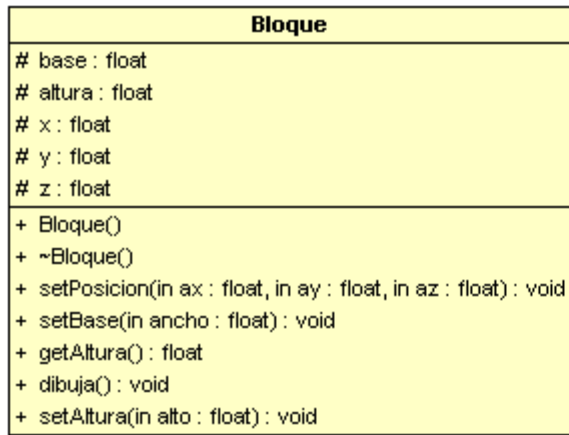 Bloque
# base : float
# altura : float
# x : float
# y : float
# z : float
+ Bloque()
+ ~Bloque()
+ setPosicion(in ax : float, in ay : float, in az : float) : void
+ setBase(in ancho : float) : void
+ getAltura() : float
+ dibuja() : void
+ setAltura(in alto : float) : void